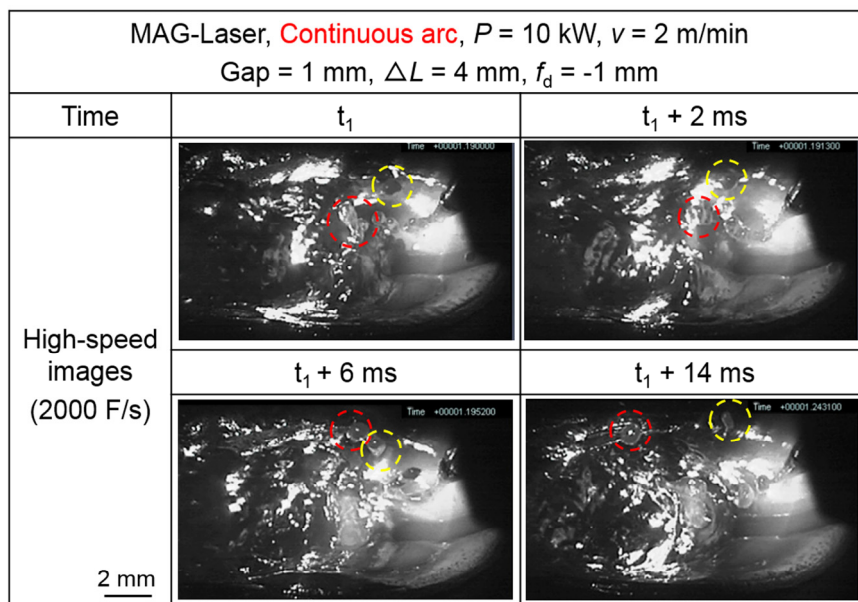 MAG-Laser, Continuous arc, P = 10 kW, v = 2 m/min
Gap = 1 mm, △L = 4 mm, fd = -1 mm
Time
t1
t1 + 2 ms
Time +00001.190000
Time +00001.191300
High-speed
images
(2000 F/s)
2 mm
t1 + 6 ms
t1 + 14 ms
Time +00001.195200
Time +00001.243100